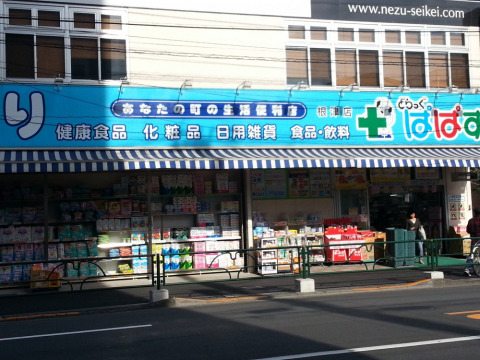 www.nezu-seikei.com
り
あなたの町の生活便利店
根津店
健康食品 化粧品 日用雑貨 食品・飲料
どらっぐ
ぱぱす